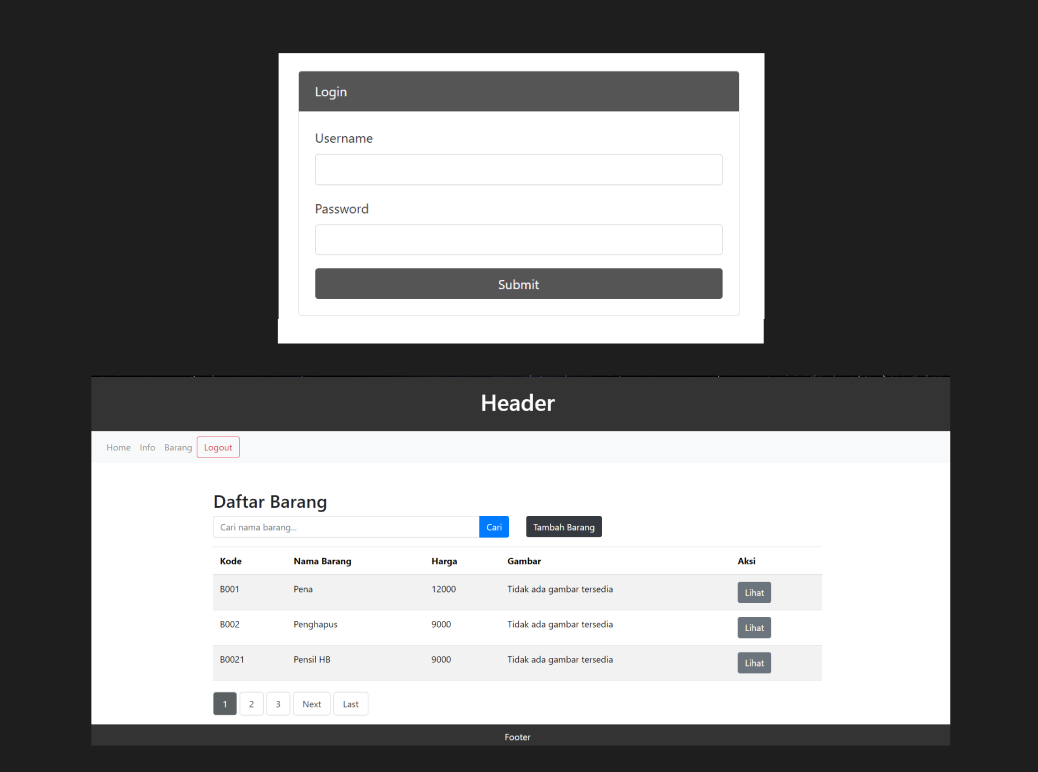 Login
Username
Password
Submit
Header
Home Info Barang Logout
Daftar Barang
Cari nama barang... Cari Tambah Barang
Kode Nama Barang Harga Gambar Aksi
B001 Pena 12000 Tidak ada gambar tersedia Lihat
B002 Penghapus 9000 Tidak ada gambar tersedia Lihat
B0021 Pensil HB 9000 Tidak ada gambar tersedia Lihat
1 2 3 Next Last
Footer